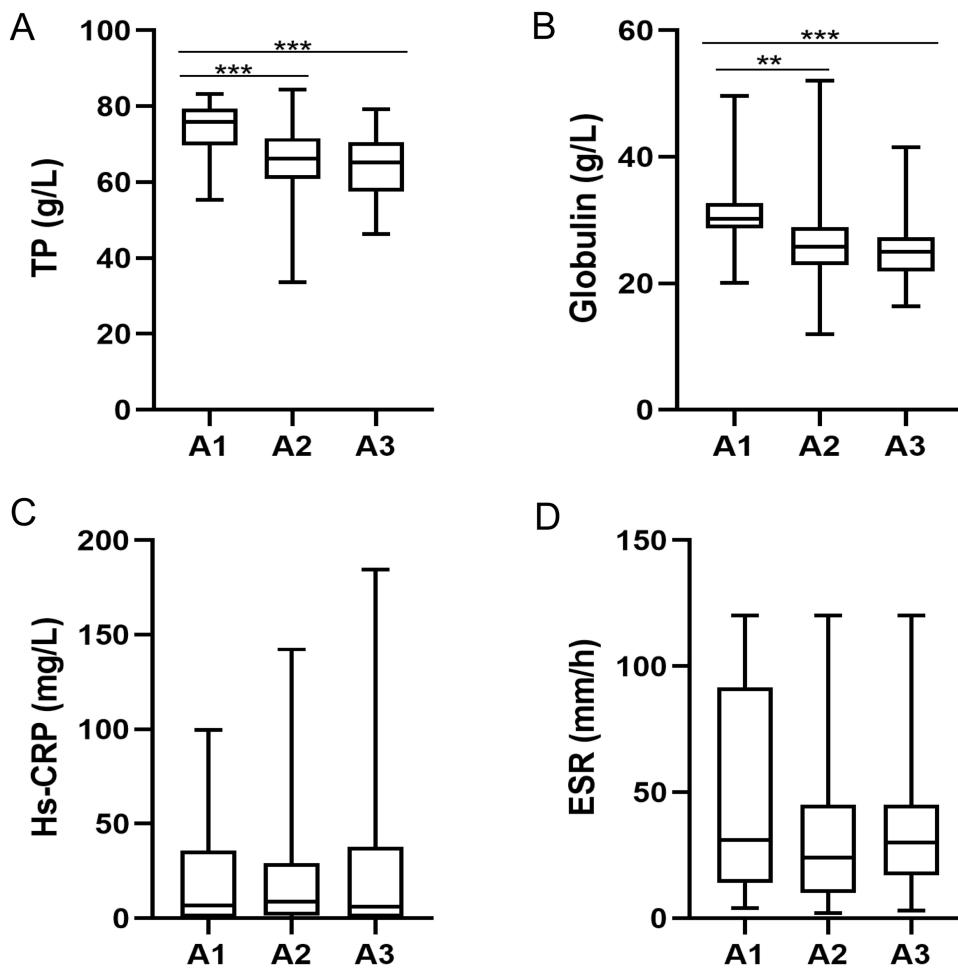 A
TP (g/L)
100
80
60
40
20
0
***
***
A1 A2 A3
B
Globulin (g/L)
60
40
20
0
***
**
A1 A2 A3
C
Hs-CRP (mg/L)
200
150
100
50
0
A1 A2 A3
D
ESR (mm/h)
150
100
50
0
A1 A2 A3